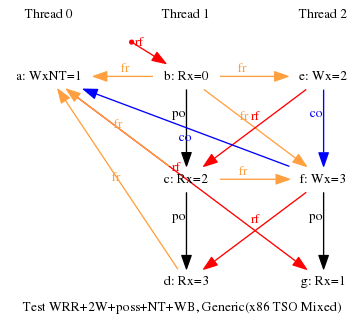 Thread 0 Thread 1 Thread 2
rf
fr fr
a: WxNT=1 b: Rx=0 e: Wx=2
po fr rf co
fr co
rf
c: Rx=2 fr f: Wx=3
fr
po rf po
d: Rx=3 g: Rx=1
Test WRR+2W+poss+NT+WB, Generic(x86 TSO Mixed)